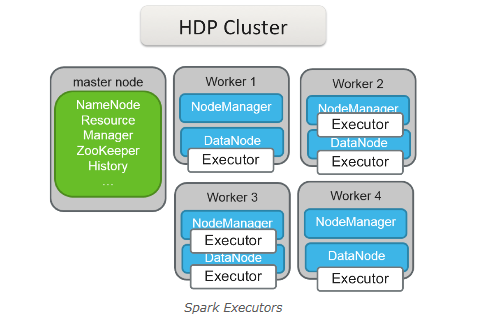 HDP Cluster
master node
NameNode
Resource
Manager
ZooKeeper
History
...
Worker 1
NodeManager
DataNode
Executor
Worker 2
NodeManager
Executor
DataNode
Executor
Worker 3
NodeManager
Executor
DataNode
Executor
Worker 4
NodeManager
DataNode
Executor
Spark Executors